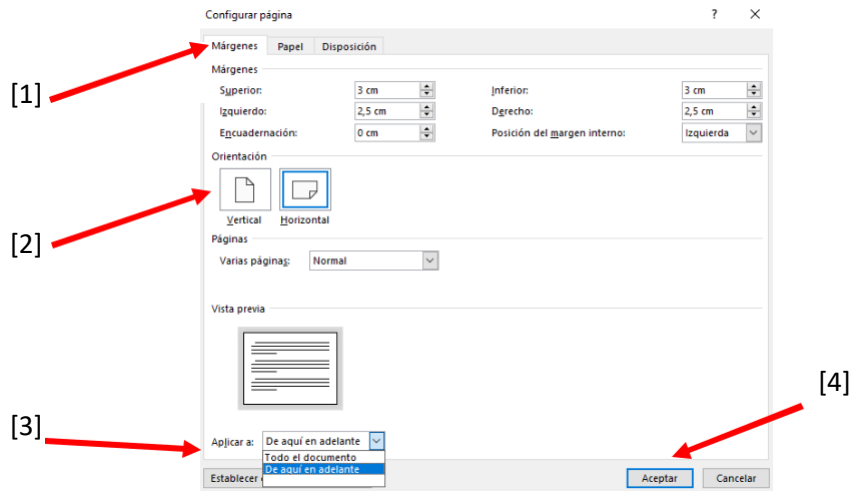 Configurar página ?
Márgenes Papel Disposición
[1]
Márgenes
Superior: 3 cm Inferior: 3 cm
Izquierdo: 2,5 cm Derecho: 2,5 cm
Encuadernación: 0 cm Posición del margen interno: Izquierda
Orientación
Vertical Horizontal
[2]
Páginas
Varias páginas: Normal
Vista previa
[4]
[3]
Aplicar a: De aquí en adelante
Todo el documento
De aquí en adelante
Establecer Aceptar Cancelar